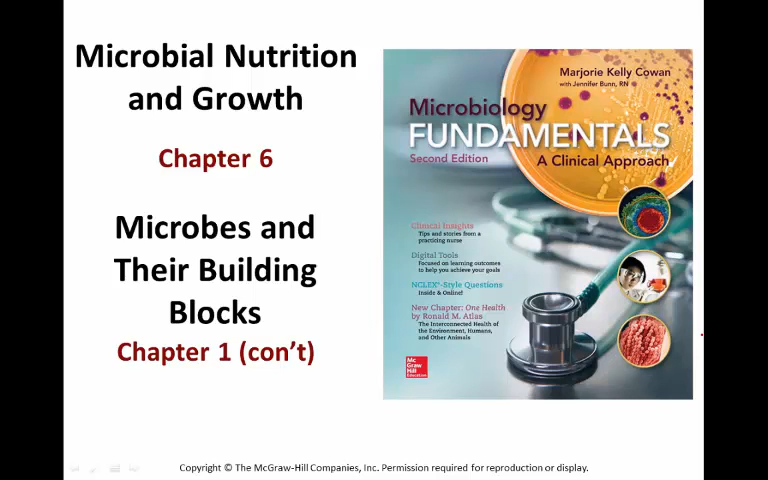 Microbial Nutrition
and Growth
Chapter 6
Microbes and
Their Building
Blocks
Chapter 1 (con't)
Marjorie Kelly Cowan
with Jennifer Bunn, RN
Microbiology
FUNDAMENTALS
Second Edition
A Clinical Approach
Clinical Insights
Tips and stories from a
practicing nurse
Digital Tools
Focused on learning outcomes
to help you achieve your goals
NCLEX®-Style Questions
Inside & Online!
New Chapter: One Health
by Ronald M. Atlas
The Interconnected Health of
the Environment, Humans,
and Other Animals
Mc
Graw
Hill
Education
Copyright © The McGraw-Hill Companies, Inc. Permission required for reproduction or display.